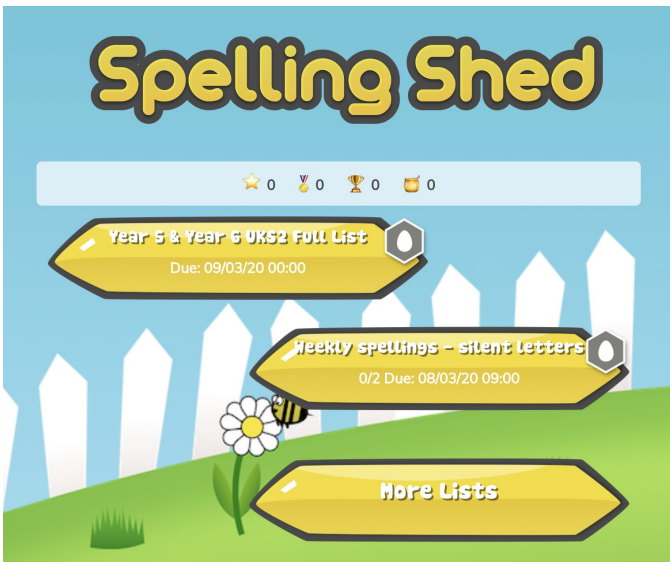 Spelling Shed
0 0 0 0
Year 5 & Year 6 UKS2 Full List
Due: 09/03/20 00:00
Weekly spellings - silent letters
0/2 Due: 08/03/20 09:00
More Lists